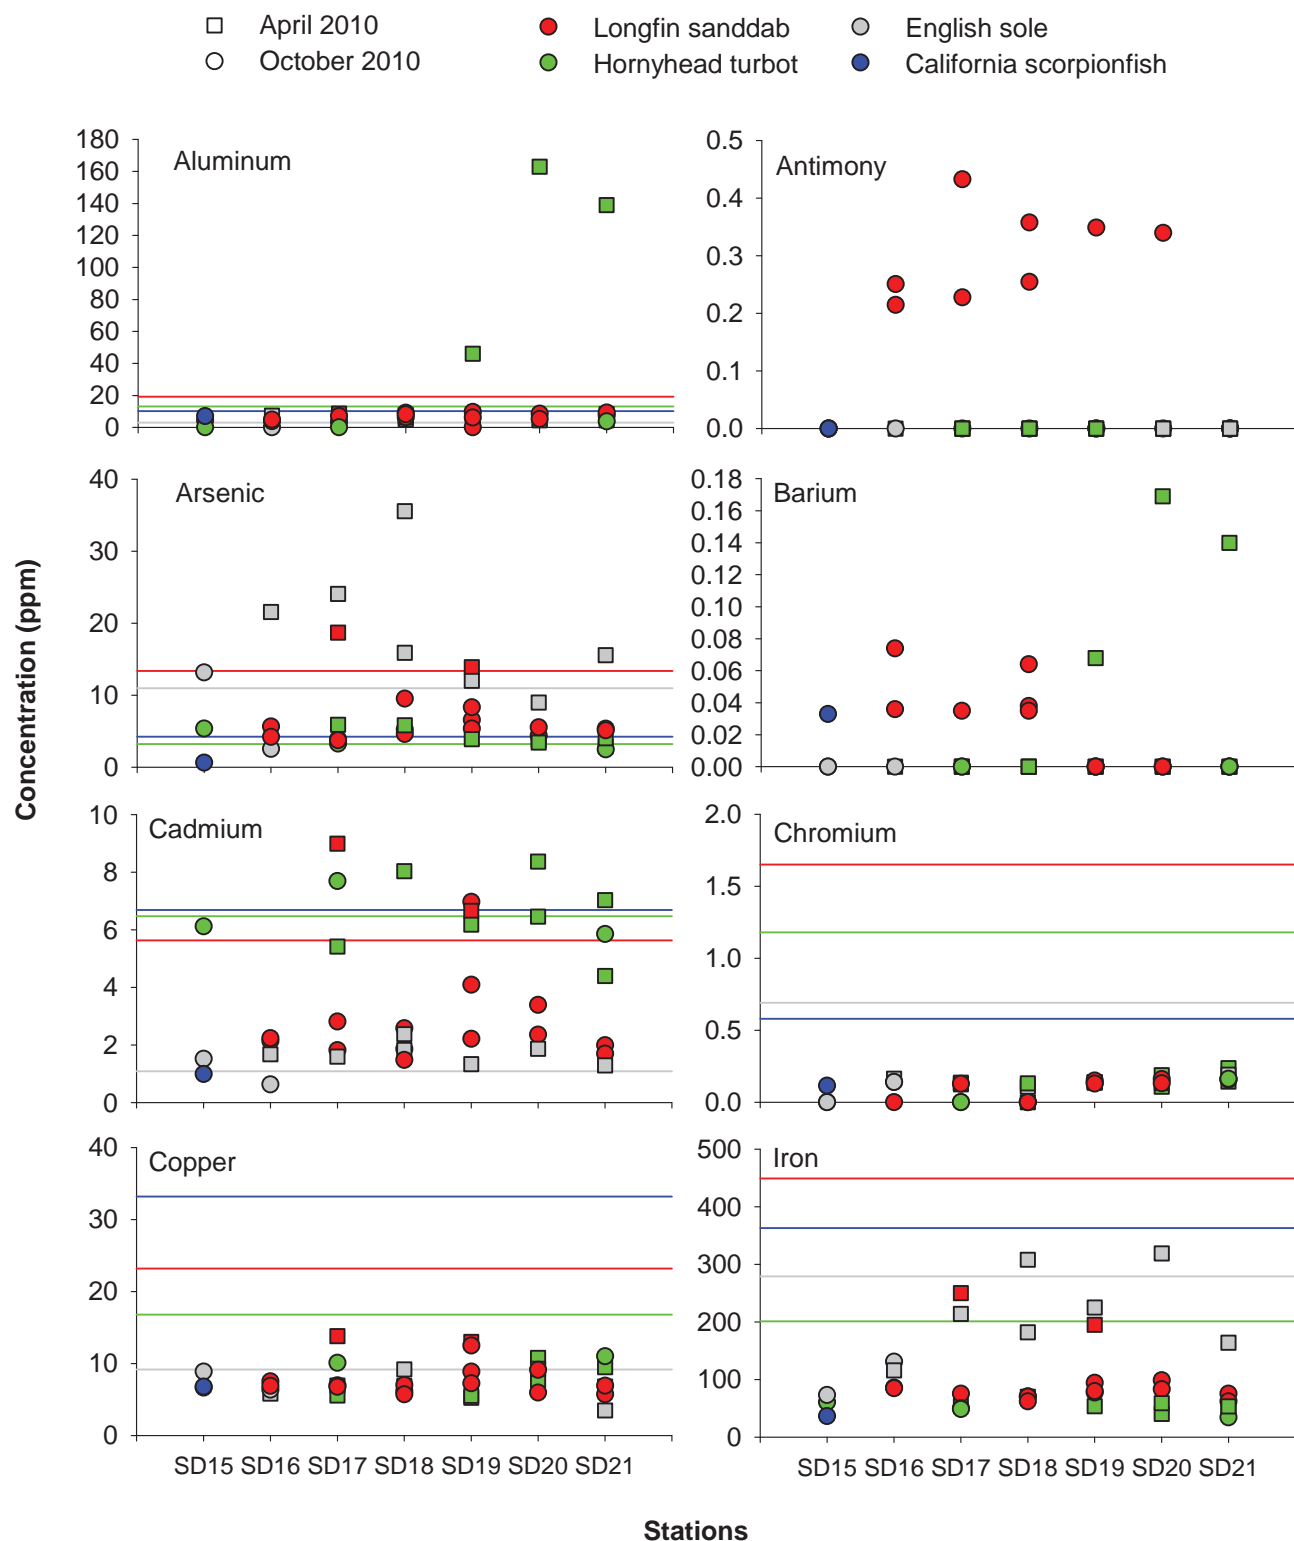 April 2010
Longfin sanddab
English sole
October 2010
Hornyhead turbot
California scorpionfish
Concentration (ppm)
Aluminum
180
160
140
120
100
80
60
40
20
0
Antimony
0.5
0.4
0.3
0.2
0.1
0.0
Arsenic
40
30
20
10
0
Barium
0.18
0.16
0.14
0.12
0.10
0.08
0.06
0.04
0.02
0.00
Cadmium
10
8
6
4
2
0
Chromium
2.0
1.5
1.0
0.5
0.0
Copper
40
30
20
10
0
Iron
500
400
300
200
100
0
SD15 SD16 SD17 SD18 SD19 SD20 SD21
SD15 SD16 SD17 SD18 SD19 SD20 SD21
Stations